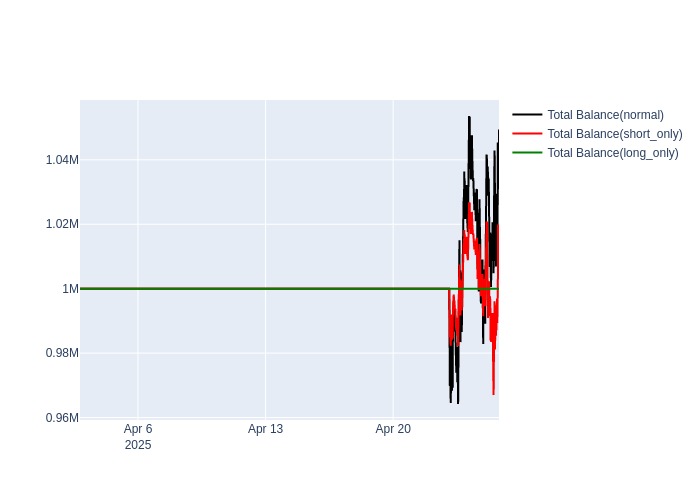 Total Balance(normal)
Total Balance(short_only)
Total Balance(long_only)
1.04M
1.02M
1M
0.98M
0.96M
Apr 6
2025
Apr 13
Apr 20